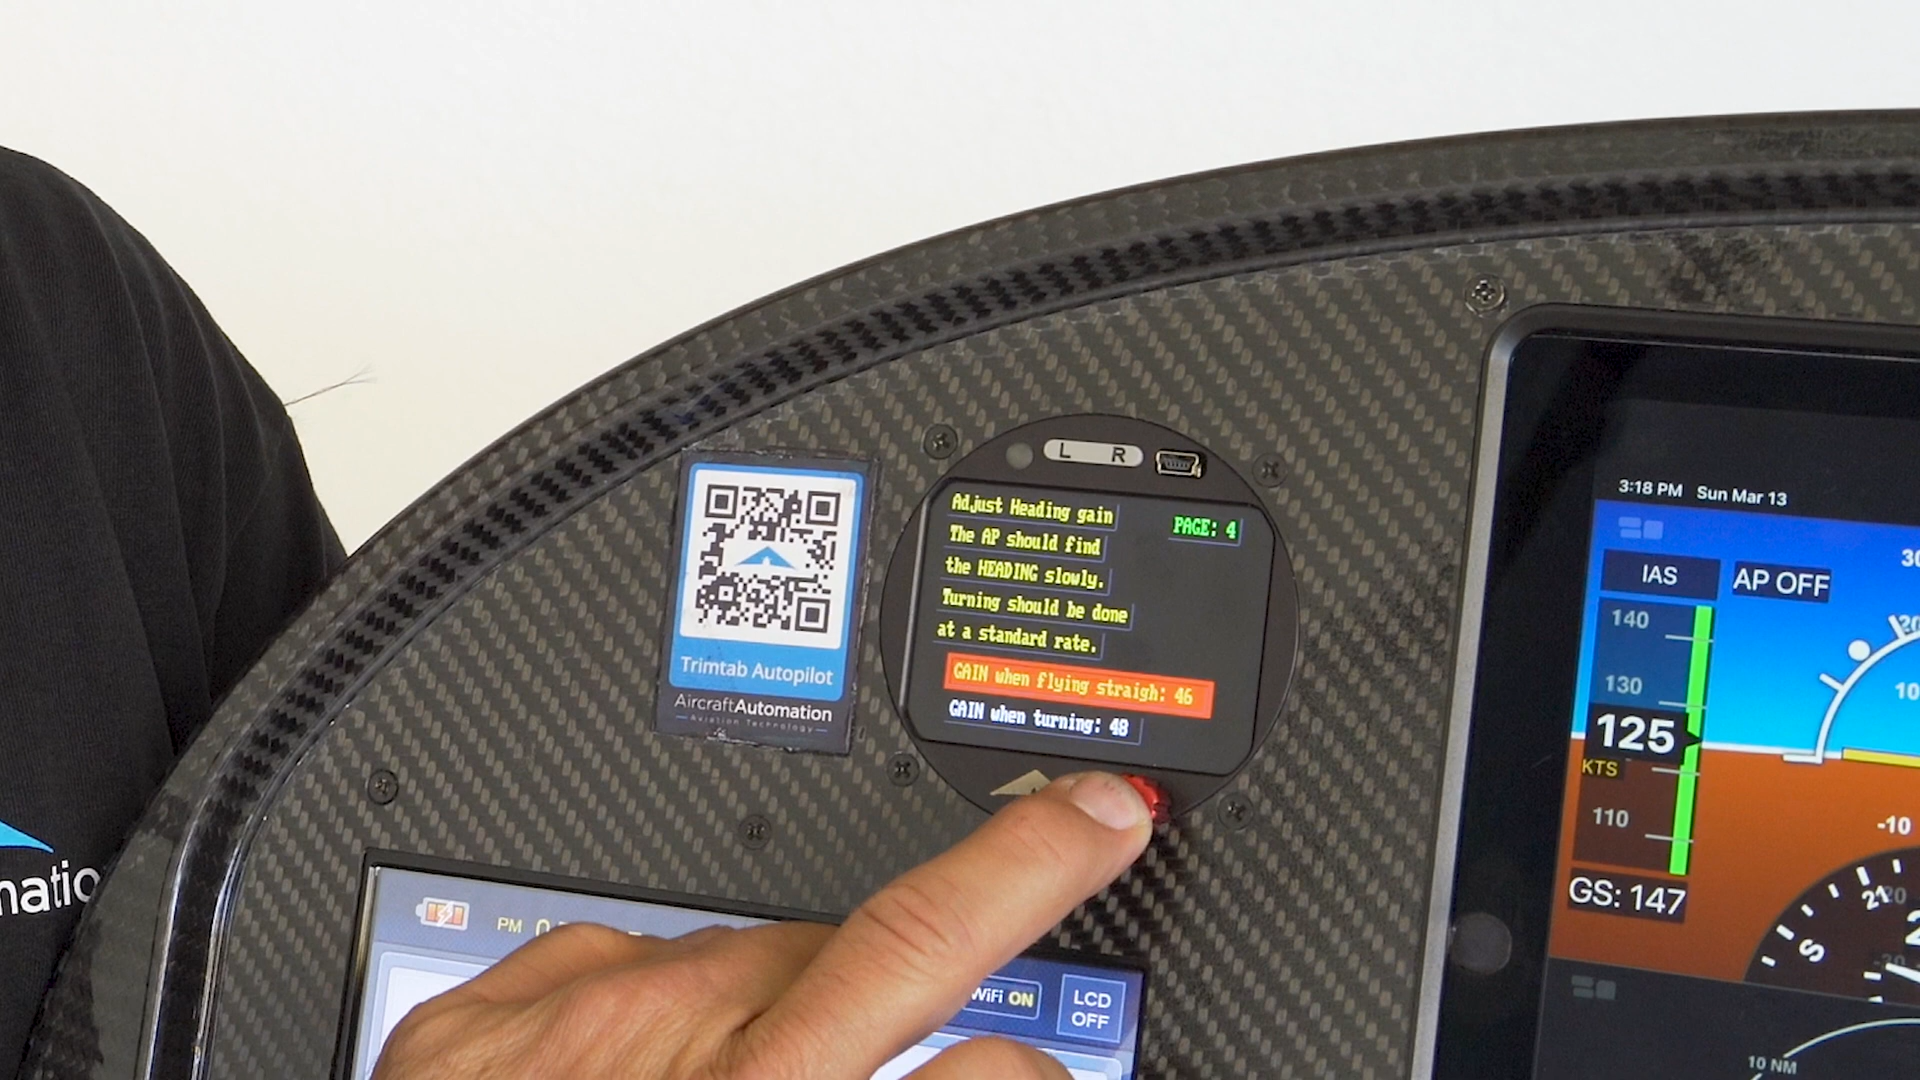 L R
Adjust Heading gain
PAGE: 4
The AP should find
the HEADING slowly.
Turning should be done
at a standard rate.
GAIN when flying straigh: 46
GAIN when turning: 48
Trimtab Autopilot
AircraftAutomation
Aviation Technology
3:18 PM Sun Mar 13
IAS
AP OFF
140
130
125
KTS
110
GS: 147
20
10
-10
21
S
10 NM
PM
WiFi ON
LCD
OFF